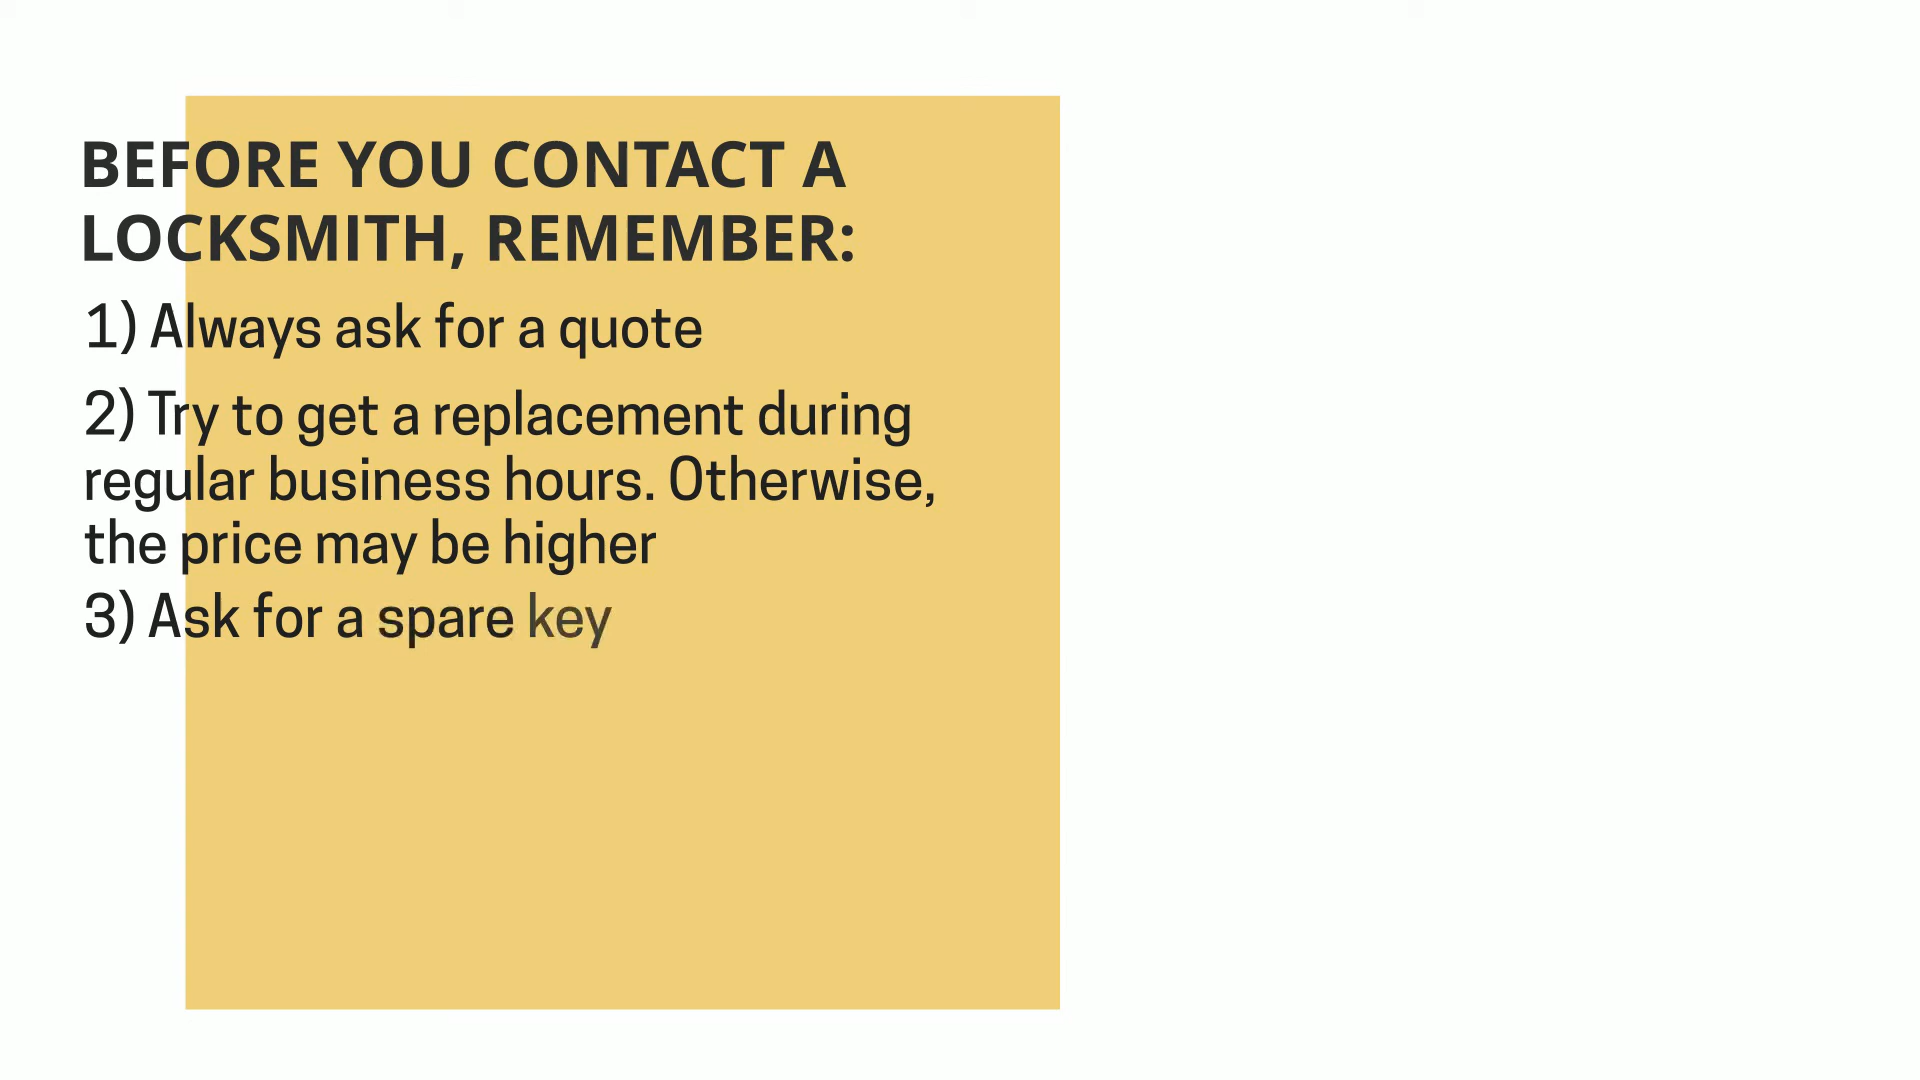 BEFORE YOU CONTACT A
LOCKSMITH, REMEMBER:
1) Always ask for a quote
2) Try to get a replacement during
regular business hours. Otherwise,
the price may be higher
3) Ask for a spare key